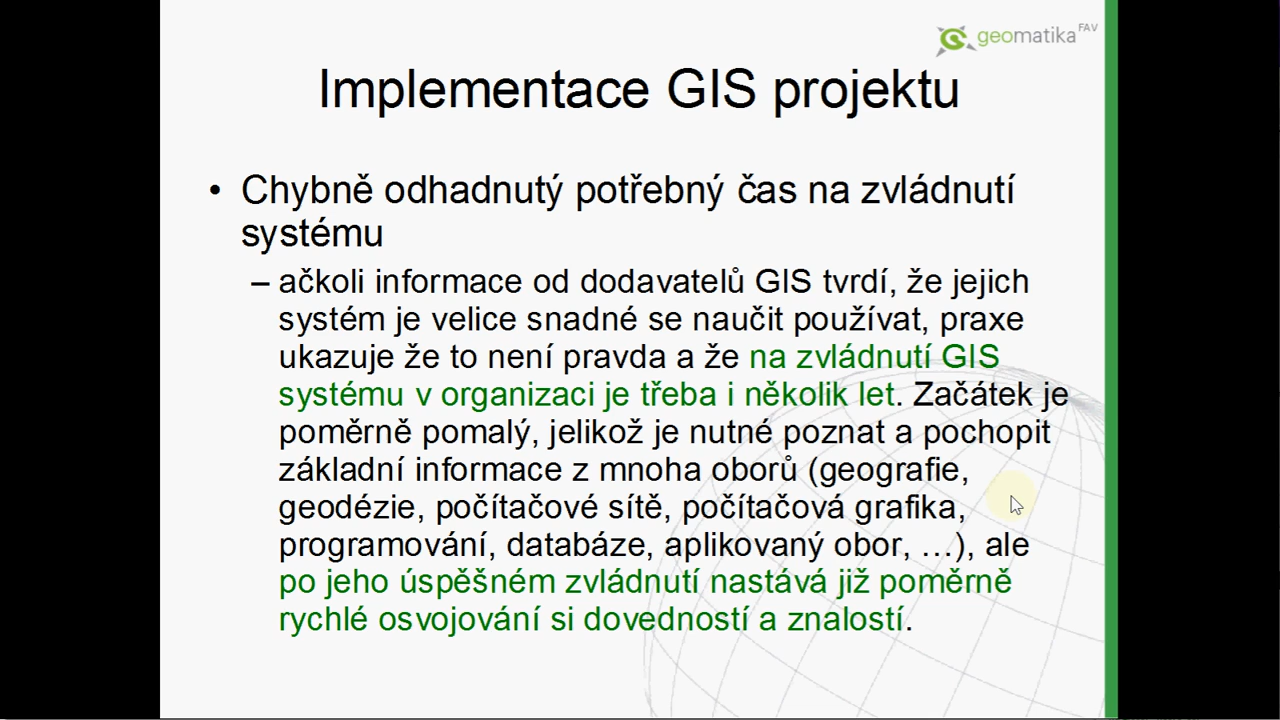 geomatika FAV
Implementace GIS projektu
• Chybně odhadnutý potřebný čas na zvládnutí
systému
– ačkoli informace od dodavatelů GIS tvrdí, že jejich
systém je velice snadné se naučit používat, praxe
ukazuje že to není pravda a že na zvládnutí GIS
systému v organizaci je třeba i několik let. Začátek je
poměrně pomalý, jelikož je nutné poznat a pochopit
základní informace z mnoha oborů (geografie,
geodézie, počítačové sítě, počítačová grafika,
programování, databáze, aplikovaný obor, …), ale
po jeho úspěšném zvládnutí nastává již poměrně
rychlé osvojování si dovedností a znalostí.